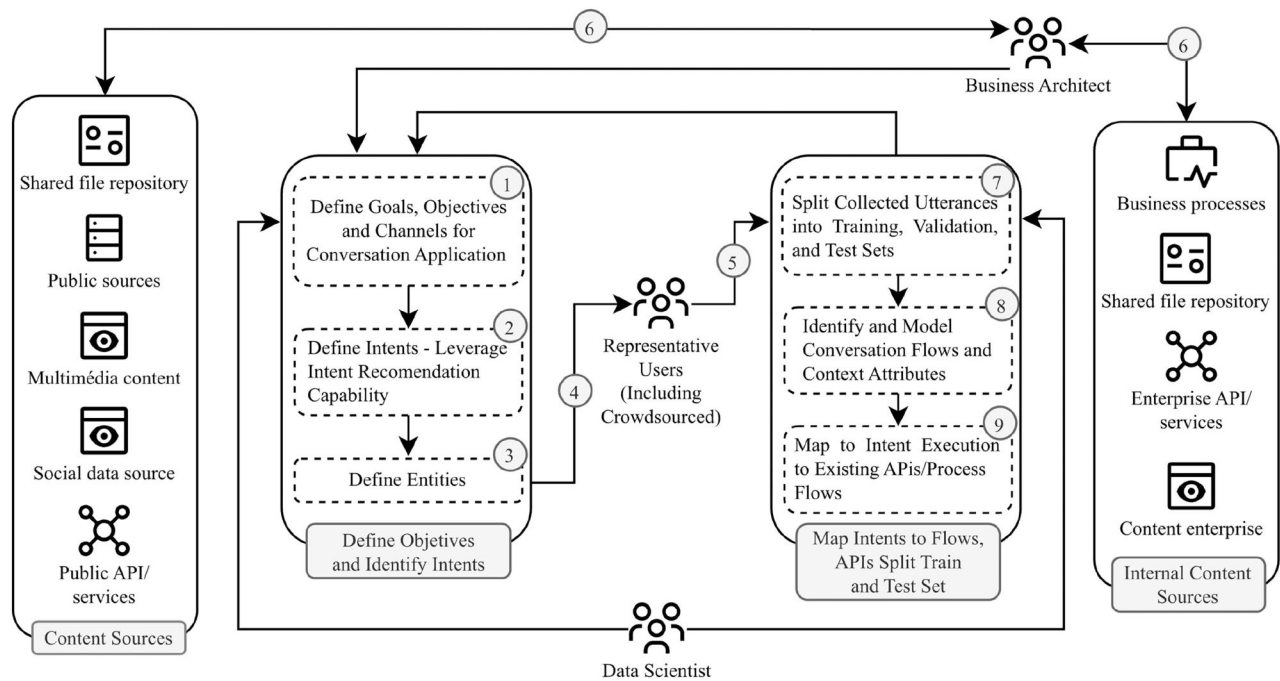 6
6
Business Architect
Shared file repository
Public sources
Multimédia content
Social data source
Public API/
services
Content Sources
1
Define Goals, Objectives
and Channels for
Conversation Application
2
Define Intents - Leverage
Intent Recomendation
Capability
3
Define Entities
Define Objectives
and Identify Intents
4
Representative
Users
(Including
Crowdsourced)
5
7
Split Collected Utterances
into Training, Validation,
and Test Sets
8
Identify and Model
Conversation Flows and
Context Attributes
9
Map to Intent Execution
to Existing APis/Process
Flows
Map Intents to Flows,
APIs Split Train
and Test Set
Business processes
Shared file repository
Enterprise API/
services
Content enterprise
Internal Content
Sources
Data Scientist